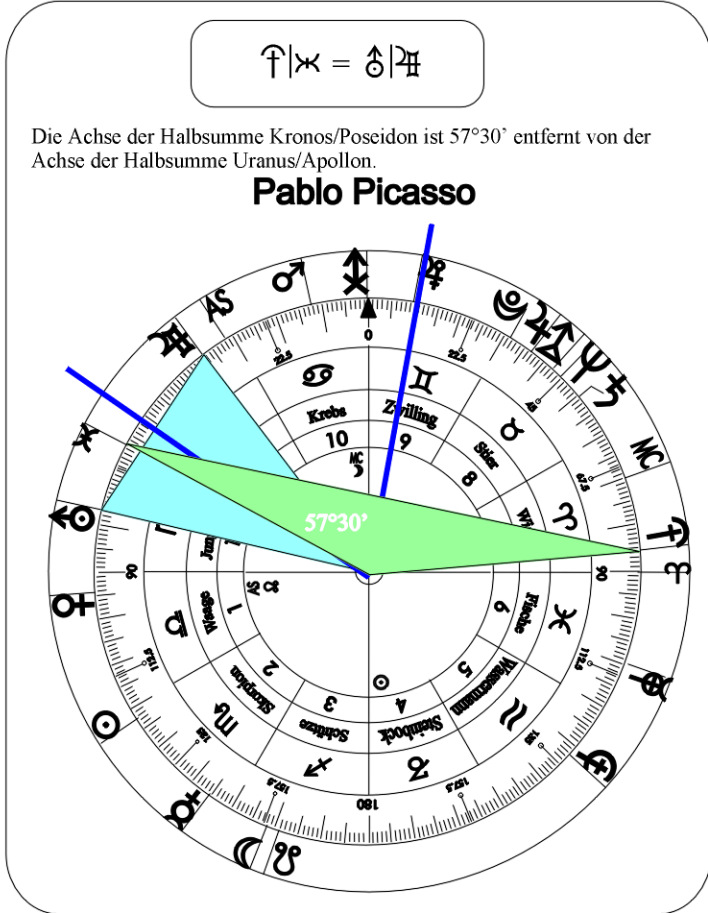 =
Die Achse der Halbsumme Kronos/Poseidon ist 57°30’ entfernt von der
Achse der Halbsumme Uranus/Apollon.
Pablo Picasso
AS
MC
0
22.5
22.5
45
67.5
90
90
112.5
112.5
135
135
157.5
157.5
180
Krebs
Zwilling
Stier
10
9
8
MC
57°30’
1
2
3
4
5
6
Waage
Skorpion
Schütze
Steinbock
Wassermann
Fische